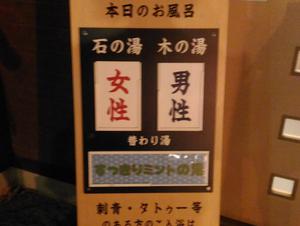 本日のお風呂
石の湯 木の湯
女性 男性
替わり湯
すっきりミントの湯
刺青・タトゥー等
のある方のご入浴は